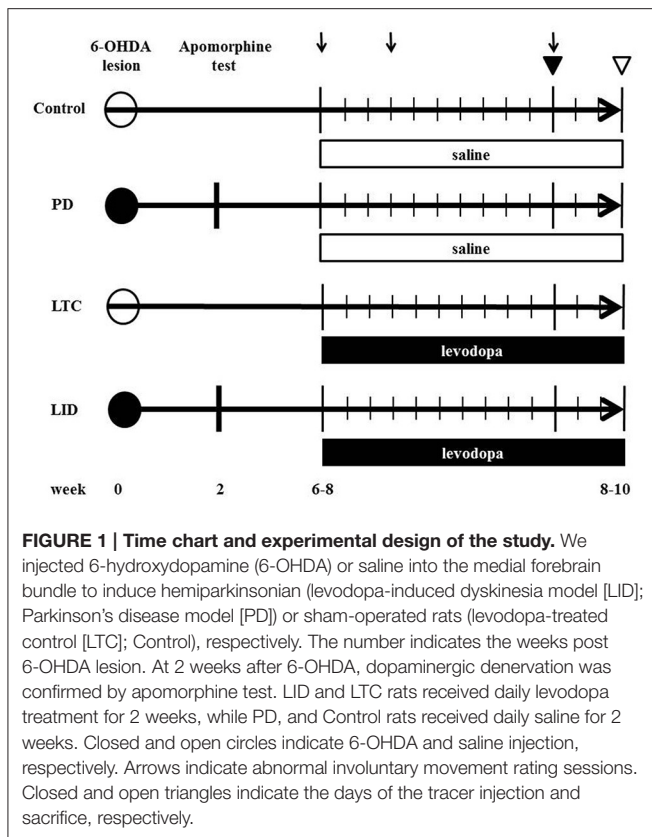 6-OHDA lesion Apomorphine test
Control
saline
PD
saline
LTC
levodopa
LID
levodopa
week 0 2 6-8 8-10
FIGURE 1 | Time chart and experimental design of the study. We
injected 6-hydroxydopamine (6-OHDA) or saline into the medial forebrain
bundle to induce hemiparkinsonian (levodopa-induced dyskinesia model [LID];
Parkinson's disease model [PD]) or sham-operated rats (levodopa-treated
control [LTC]; Control), respectively. The number indicates the weeks post
6-OHDA lesion. At 2 weeks after 6-OHDA, dopaminergic denervation was
confirmed by apomorphine test. LID and LTC rats received daily levodopa
treatment for 2 weeks, while PD, and Control rats received daily saline for 2
weeks. Closed and open circles indicate 6-OHDA and saline injection,
respectively. Arrows indicate abnormal involuntary movement rating sessions.
Closed and open triangles indicate the days of the tracer injection and
sacrifice, respectively.